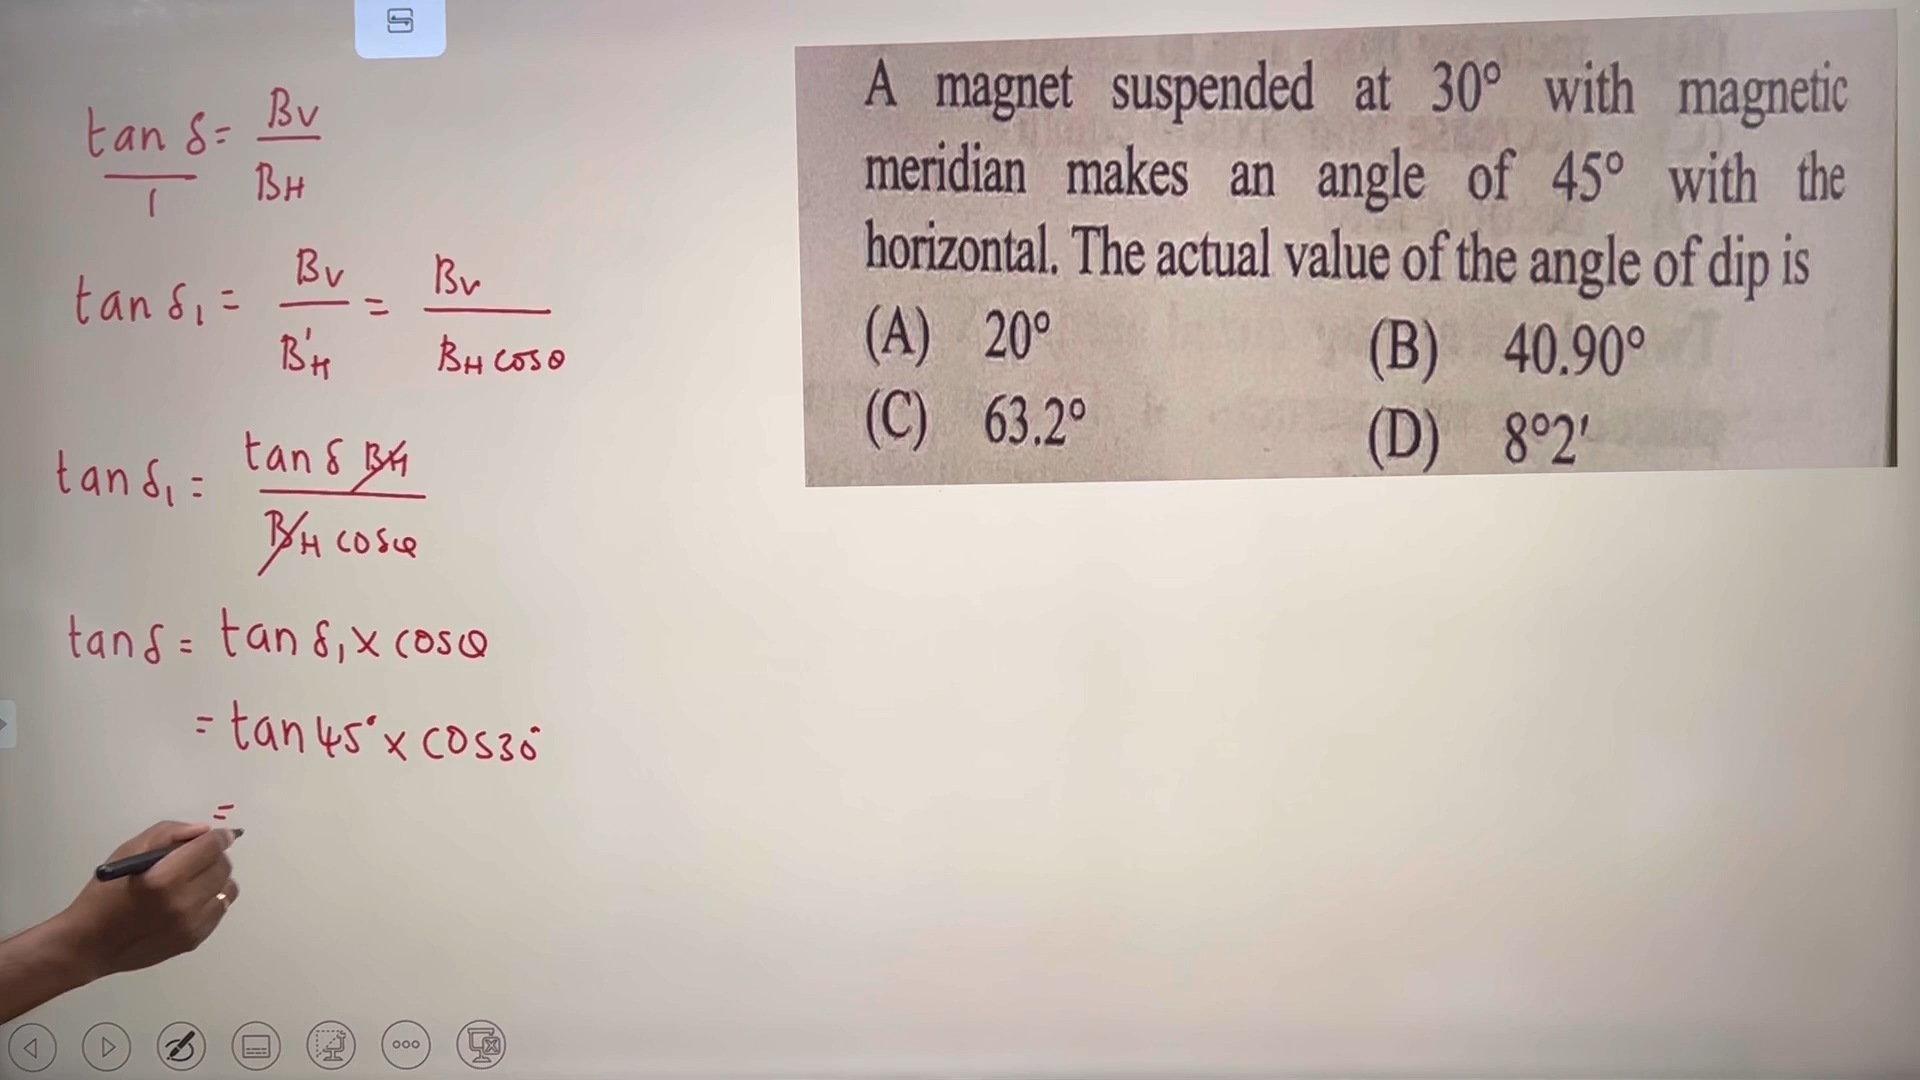 tan δ = Bv
1 BH
tan δ₁ = Bv = Bv
B'H BH cosθ
tan δ₁ = tan δ BH
BH cosθ
tan δ = tan δ₁ x cosθ
= tan 45° x cos 30°
=
A magnet suspended at 30° with magnetic
meridian makes an angle of 45° with the
horizontal. The actual value of the angle of dip is
(A) 20° (B) 40.90°
(C) 63.2° (D) 8°2'